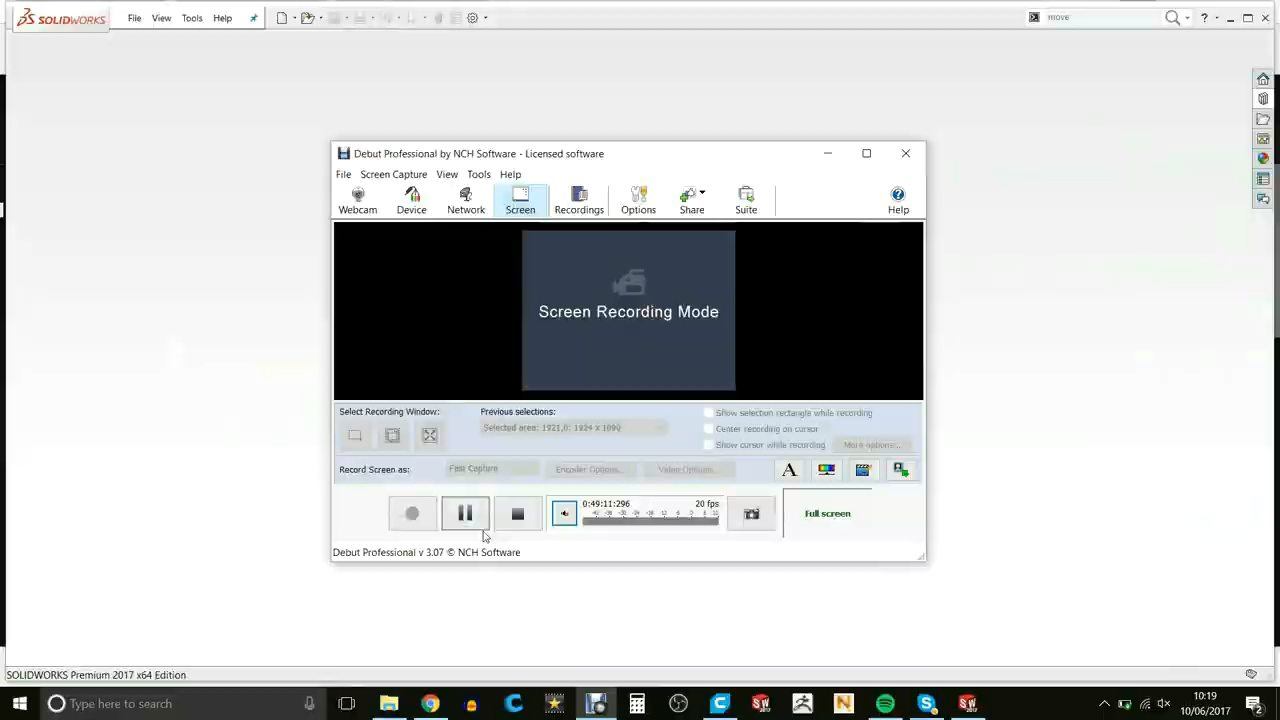 SOLIDWORKS File View Tools Help move ?
Debut Professional by NCH Software - Licensed software
File Screen Capture View Tools Help
Webcam Device Network Screen Recordings Options Share Suite Help
Screen Recording Mode
Select Recording Window: Previous selections: Show selection rectangle while recording
Selected area: 1921,0: 1924 x 1090 Center recording on cursor
Show cursor while recording More options...
Record Screen as: Fast Capture Encoder Options... Video Options... A
0:49:11:296 20 fps
Full screen
Debut Professional v 3.07 © NCH Software
SOLIDWORKS Premium 2017 x64 Edition
Type here to search 10:19
10/06/2017